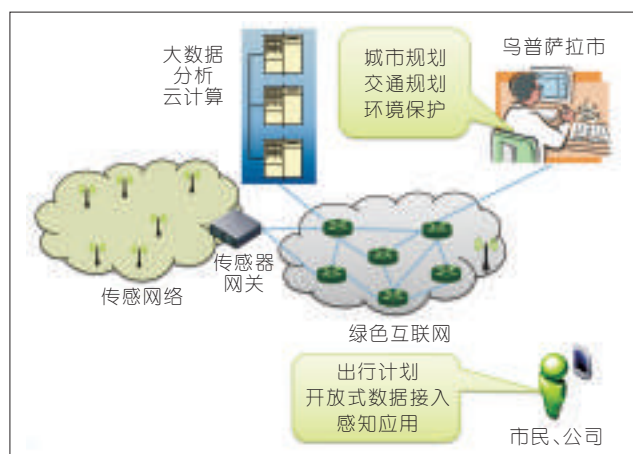 大数据
分析
云计算
城市规划
交通规划
环境保护
乌普萨拉市
传感网络
传感器
网关
绿色互联网
出行计划
开放式数据接入
感知应用
市民、公司